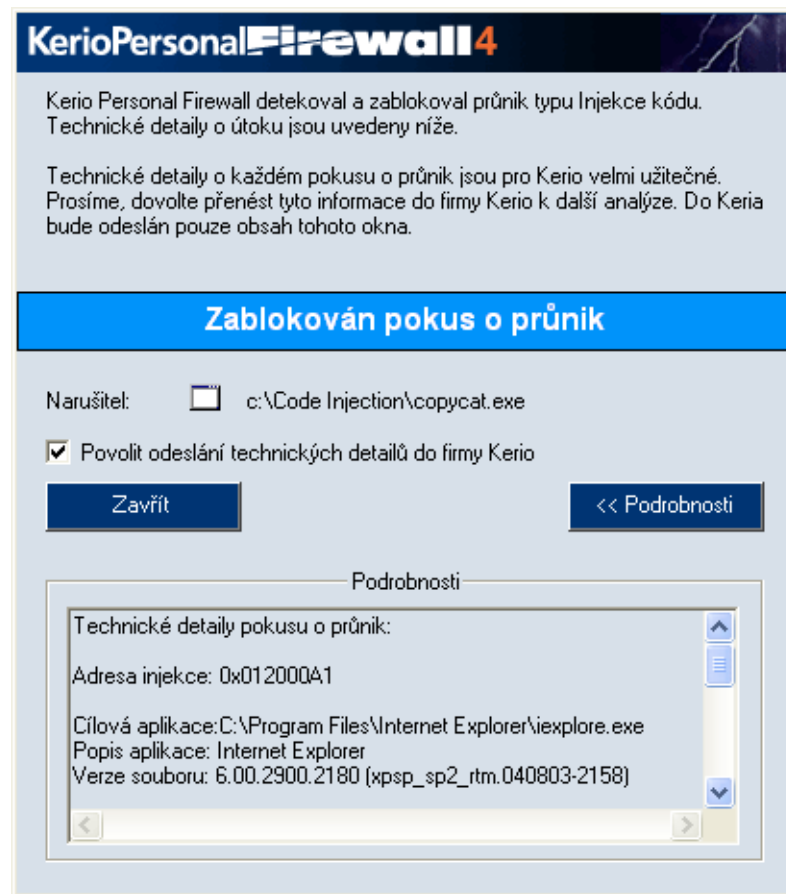 KerioPersonalFirewall4
Kerio Personal Firewall detekoval a zablokoval průnik typu Injekce kódu.
Technické detaily o útoku jsou uvedeny níže.
Technické detaily o každém pokusu o průnik jsou pro Kerio velmi užitečné.
Prosíme, dovolte přenést tyto informace do firmy Kerio k další analýze. Do Keria
bude odeslán pouze obsah tohoto okna.
Zablokován pokus o průnik
Narušitel: c:\Code Injection\copycat.exe
Povolit odeslání technických detailů do firmy Kerio
Zavřít << Podrobnosti
Podrobnosti
Technické detaily pokusu o průnik:
Adresa injekce: 0x012000A1
Cílová aplikace:C:\Program Files\Internet Explorer\iexplore.exe
Popis aplikace: Internet Explorer
Verze souboru: 6.00.2900.2180 (xpsp_sp2_rtm.040803-2158)